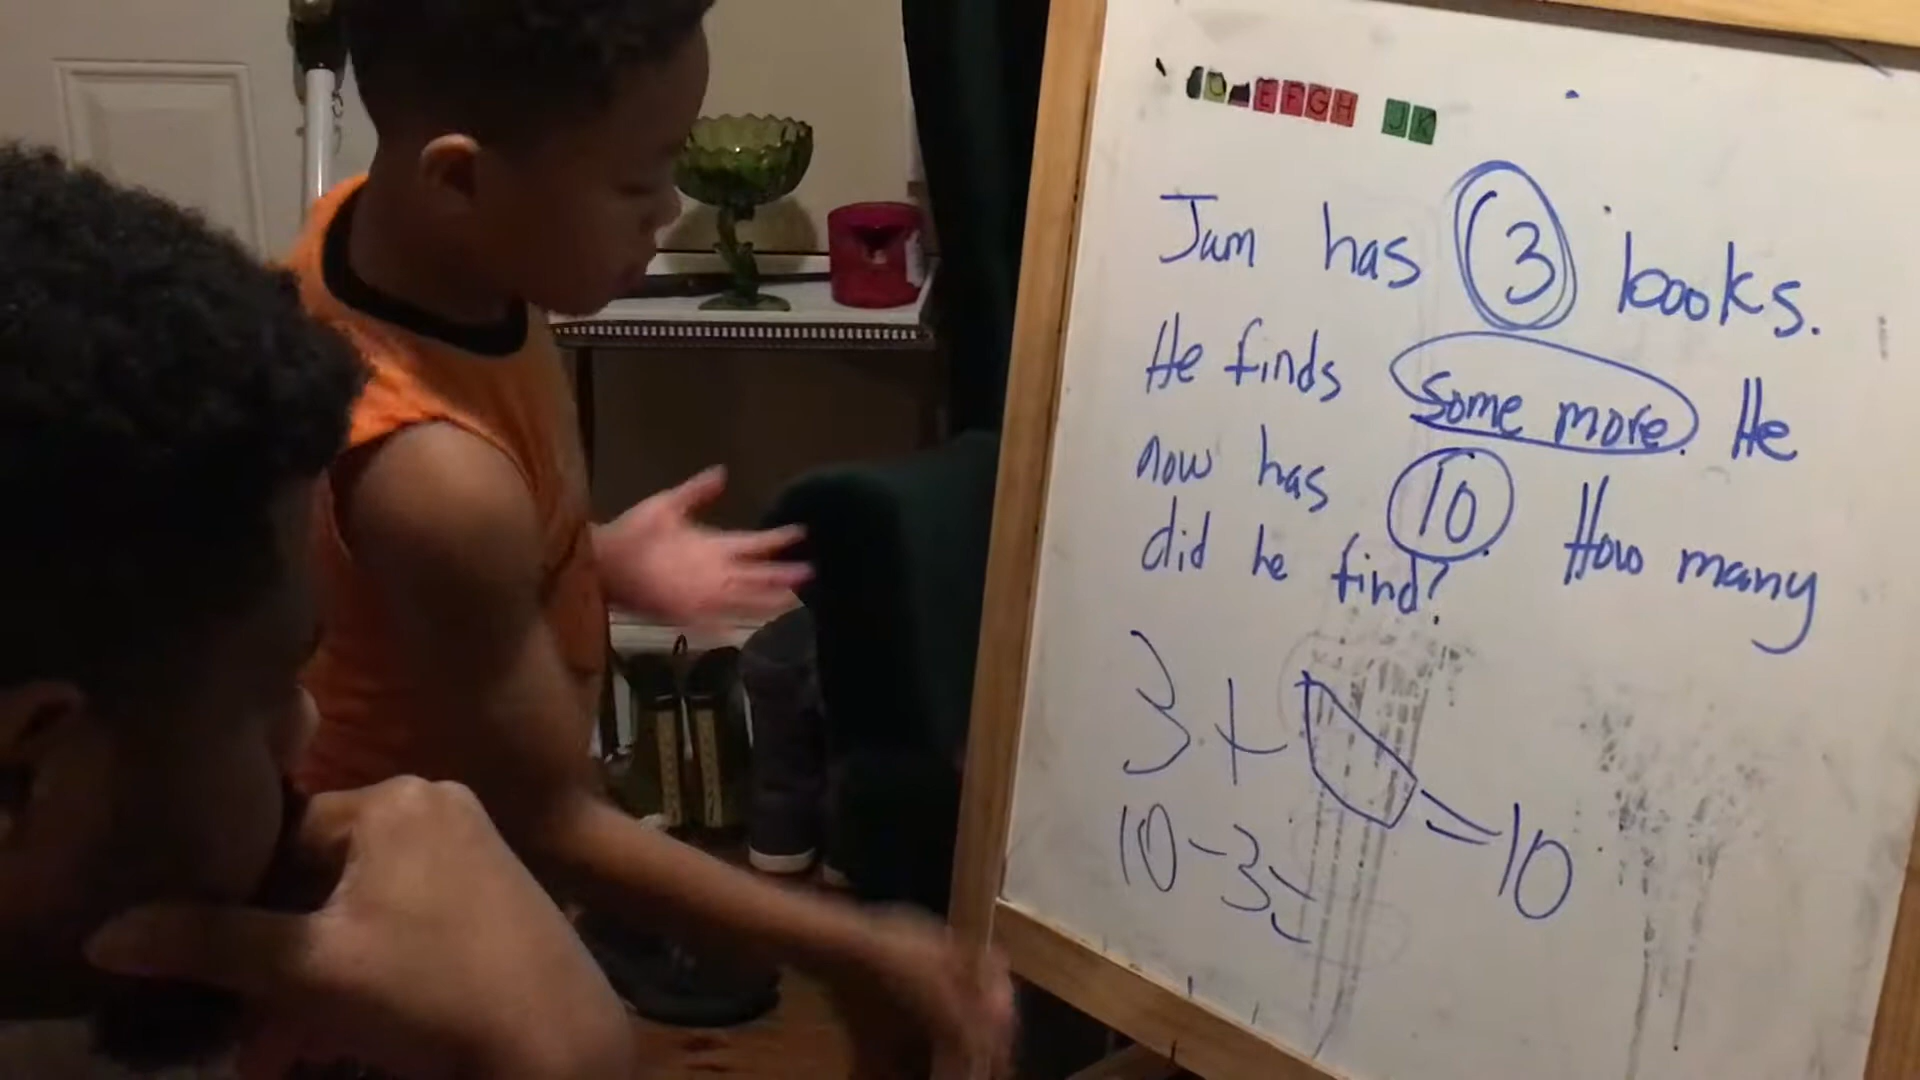 EFGH JK
Jam has 3 books.
He finds some more. He
now has 10. How many
did he find?
3 + = 10
10 - 3 =